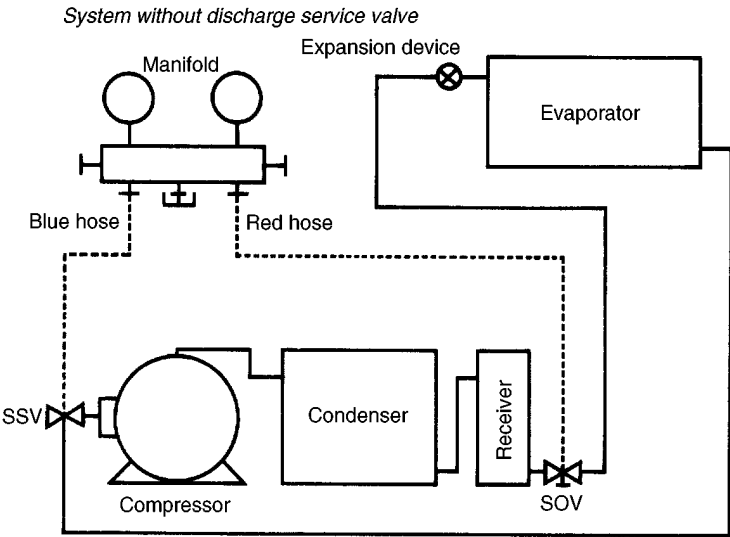 System without discharge service valve
Expansion device
Manifold
Evaporator
Blue hose
Red hose
SSV
Condenser
Receiver
Compressor
SOV